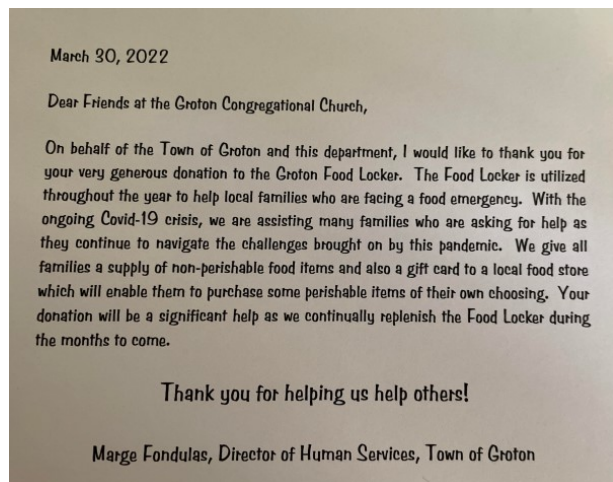 March 30, 2022
Dear Friends at the Groton Congregational Church,
On behalf of the Town of Groton and this department, I would like to thank you for
your very generous donation to the Groton Food Locker. The Food Locker is utilized
throughout the year to help local families who are facing a food emergency. With the
ongoing Covid-19 crisis, we are assisting many families who are asking for help as
they continue to navigate the challenges brought on by this pandemic. We give all
families a supply of non-perishable food items and also a gift card to a local food store
which will enable them to purchase some perishable items of their own choosing. Your
donation will be a significant help as we continually replenish the Food Locker during
the months to come.
Thank you for helping us help others!
Marge Fondulas, Director of Human Services, Town of Groton